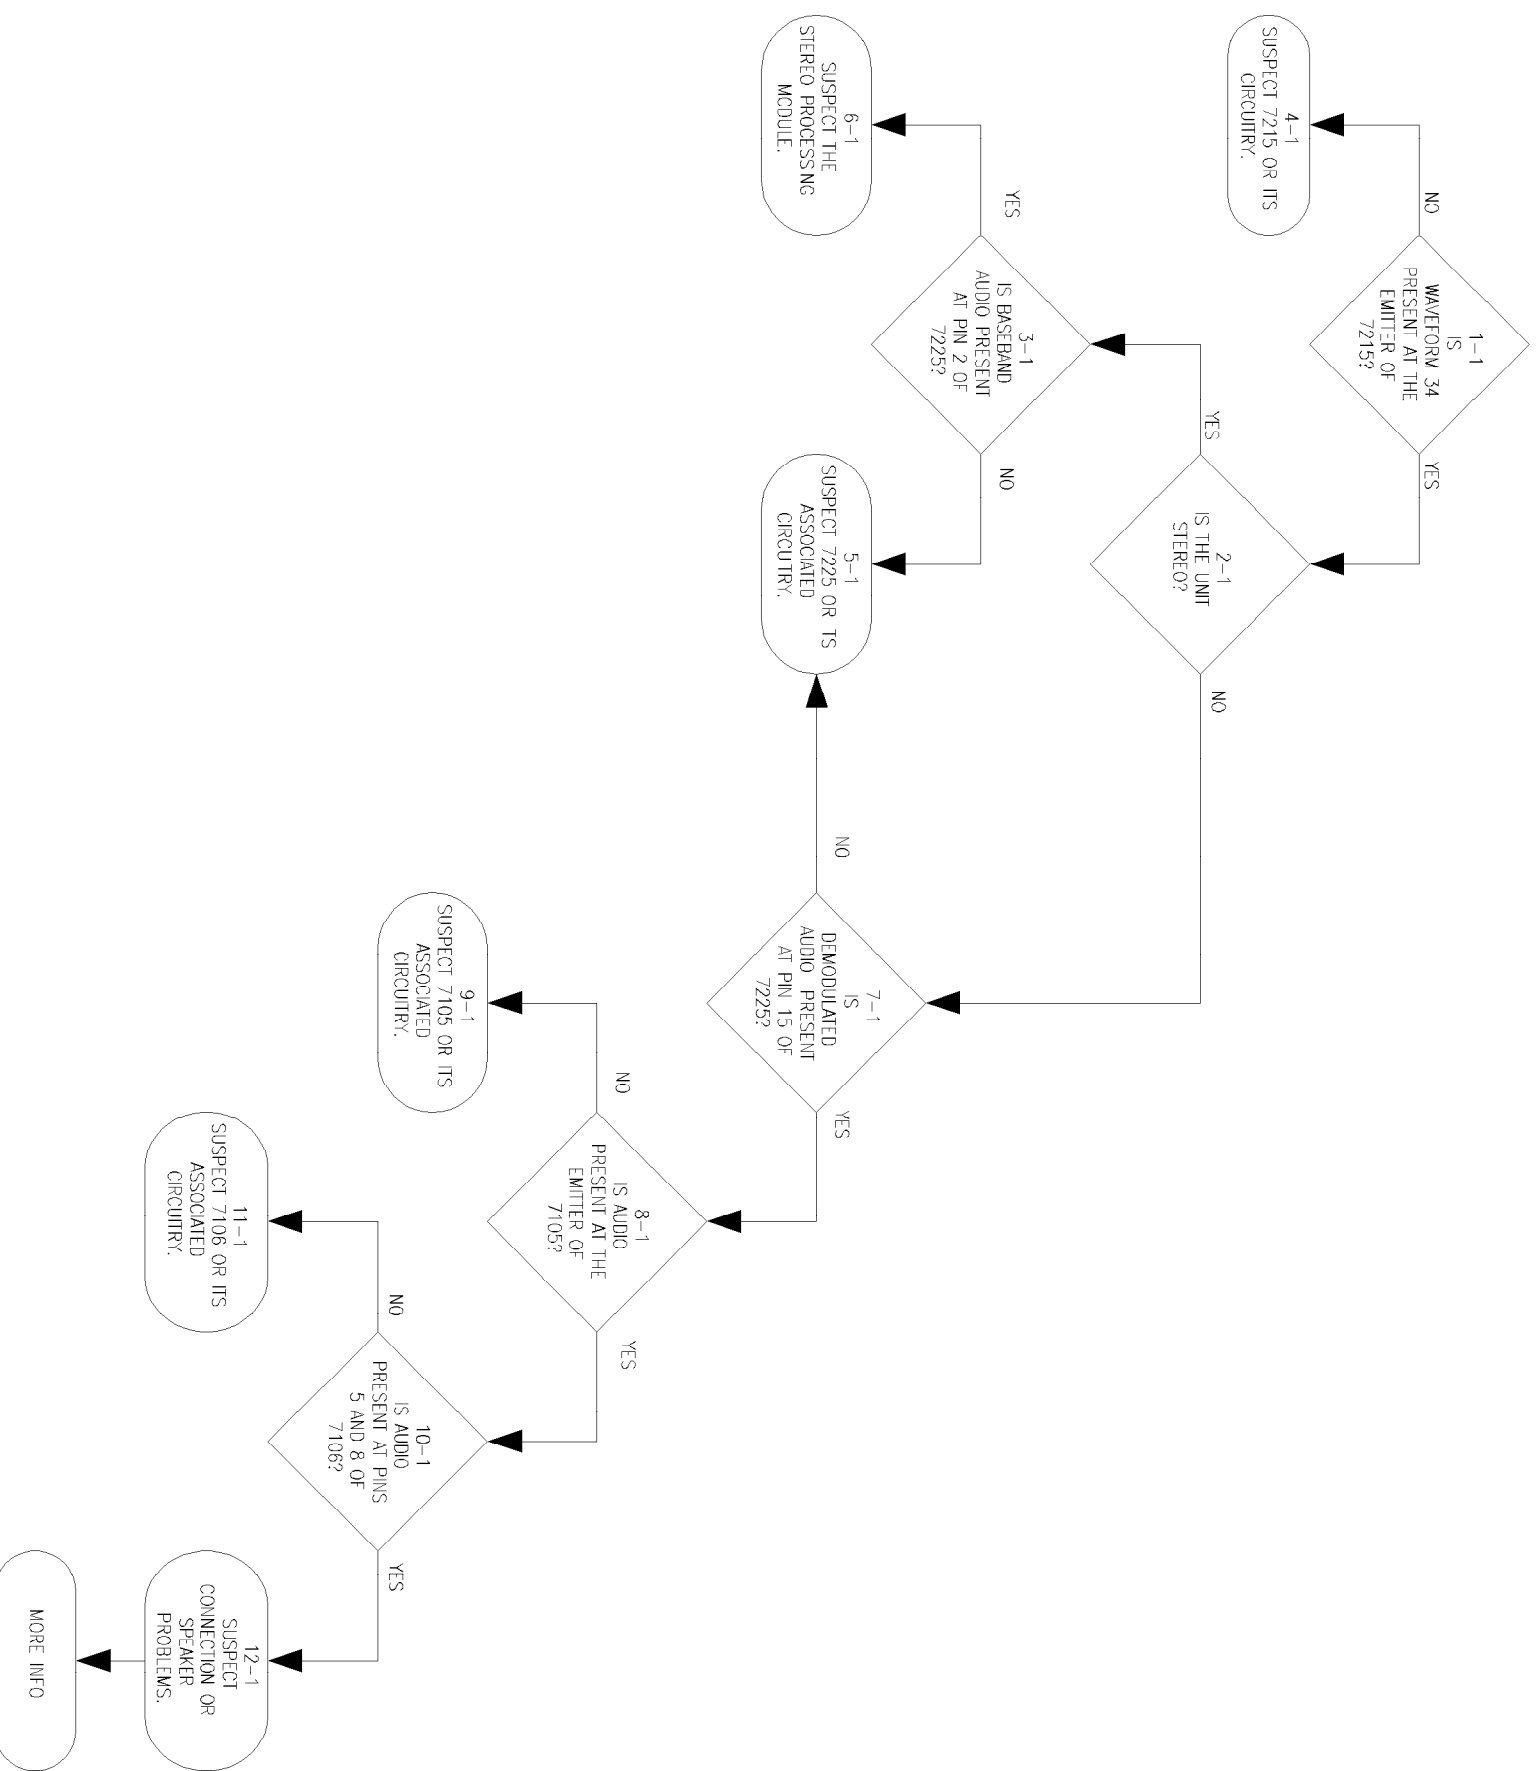 1-1
IS
WAVEFORM 34
PRESENT AT THE
EMITTER OF
7215?
NO
YES
4-1
SUSPECT 7215 OR ITS
CIRCUITRY.
2-1
IS THE UNIT
STEREO?
YES
NO
3-1
IS BASEBAND
AUDIO PRESENT
AT PIN 2 OF
7225?
YES
NO
6-1
SUSPECT THE
STEREO PROCESSNG
MODULE.
5-1
SUSPECT 7225 OR TS
ASSOCIATED
CIRCUITRY.
7-1
IS
DEMODULATED
AUDIO PRESENT
AT PIN 15 OF
7225?
NO
YES
8-1
IS AUDIO
PRESENT AT THE
EMITTER OF
7105?
NO
YES
9-1
SUSPECT 7105 OR ITS
ASSOCIATED
CIRCUITRY.
10-1
IS AUDIO
PRESENT AT PINS
5 AND 8 OF
7106?
NO
YES
11-1
SUSPECT 7106 OR ITS
ASSOCIATED
CIRCUITRY.
12-1
SUSPECT
CONNECTION OR
SPEAKER
PROBLEMS.
MORE INFO